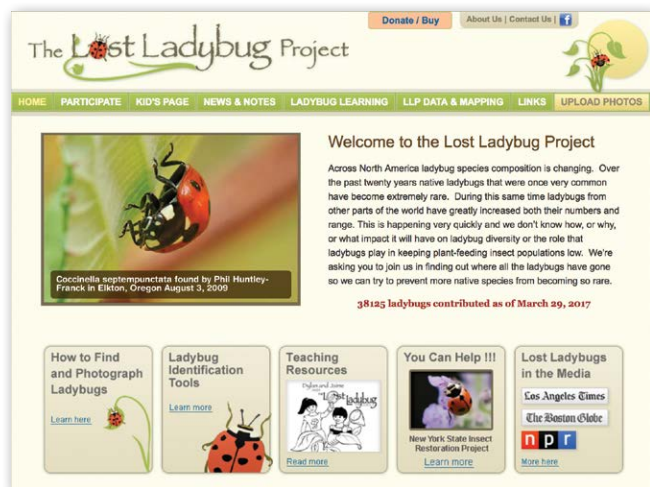 Donate / Buy
About Us | Contact Us | f
The Lost Ladybug Project
HOME PARTICIPATE KID'S PAGE NEWS & NOTES LADYBUG LEARNING LLP DATA & MAPPING LINKS UPLOAD PHOTOS
Coccinella septempunctata found by Phil Huntley-
Franck in Elkton, Oregon August 3, 2009
Welcome to the Lost Ladybug Project
Across North America ladybug species composition is changing. Over
the past twenty years native ladybugs that were once very common
have become extremely rare. During this same time ladybugs from
other parts of the world have greatly increased both their numbers and
range. This is happening very quickly and we don't know how, or why,
or what impact it will have on ladybug diversity or the role that
ladybugs play in keeping plant-feeding insect populations low. We're
asking you to join us in finding out where all the ladybugs have gone
so we can try to prevent more native species from becoming so rare.
38125 ladybugs contributed as of March 29, 2017
How to Find
and Photograph
Ladybugs
Learn here
Ladybug
Identification
Tools
Learn more
Teaching
Resources
Dylan and Jaime
The Lost Ladybug
Read more
You Can Help !!!
New York State Insect
Restoration Project
Learn more
Lost Ladybugs
in the Media
Los Angeles Times
The Boston Globe
n p r
More here